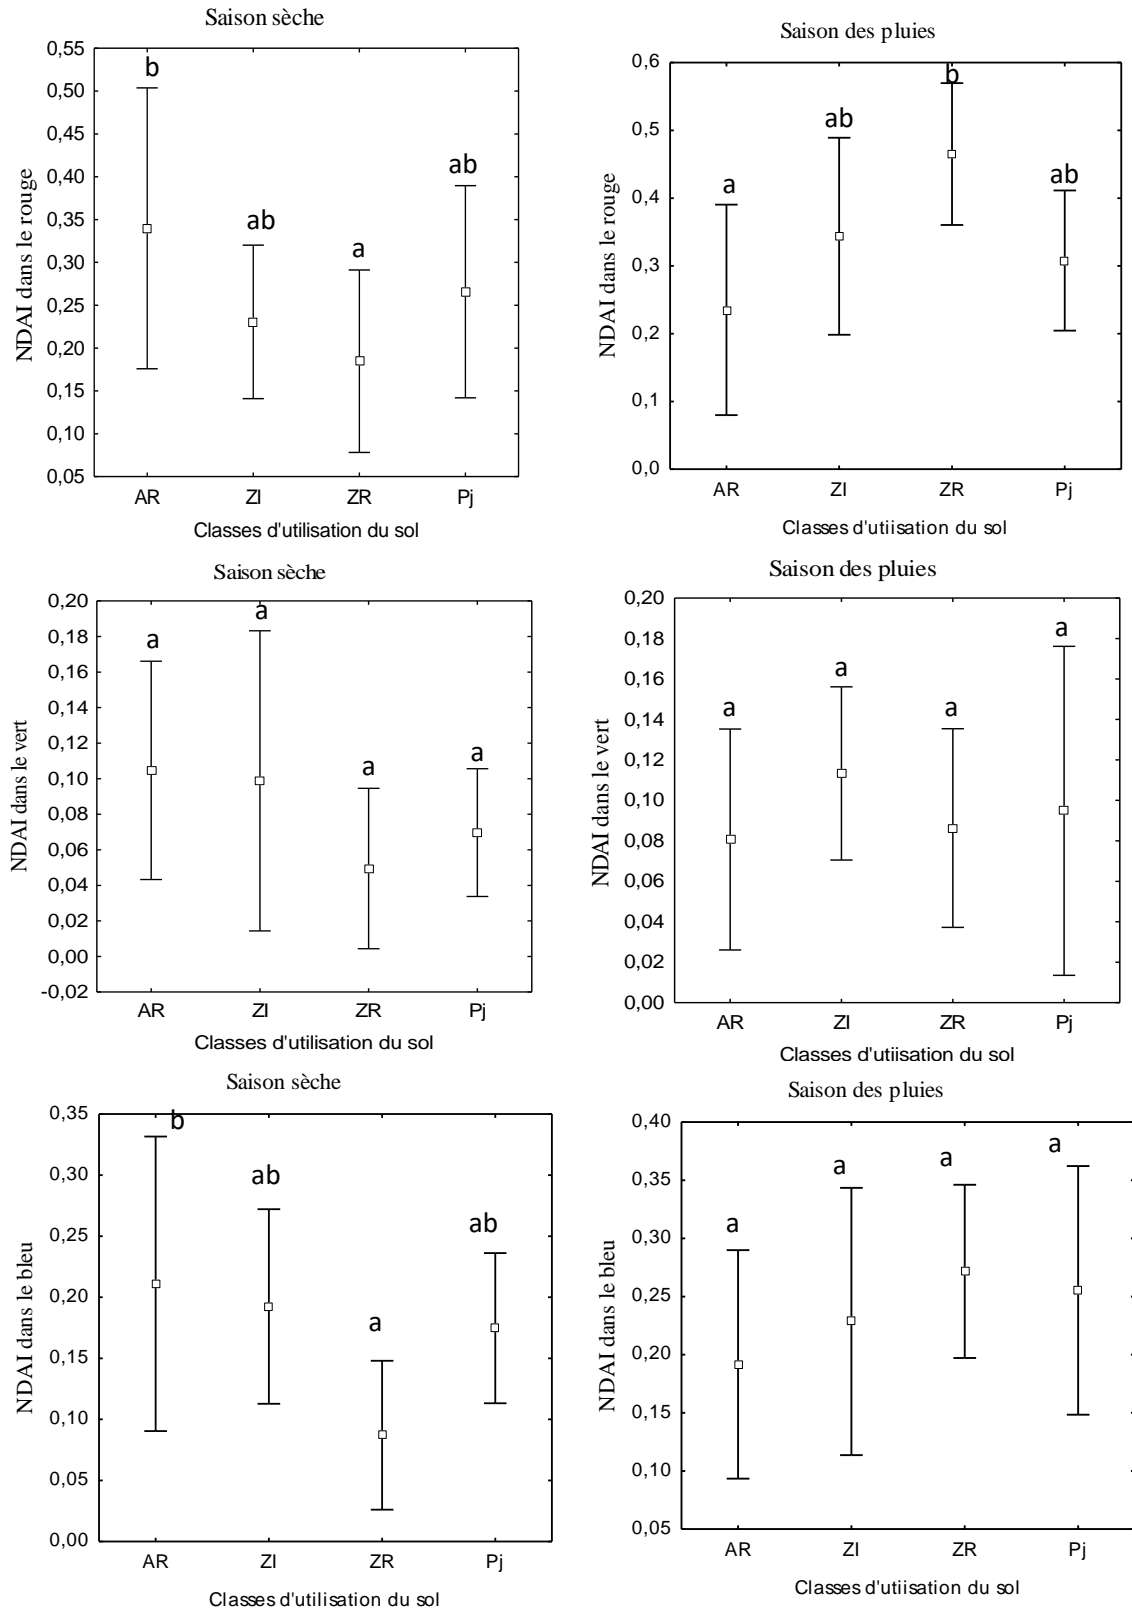 Saison sèche
NDAI dans le rouge
0,55
0,50
0,45
0,40
0,35
0,30
0,25
0,20
0,15
0,10
0,05
b
ab
a
ab
AR ZI ZR Pj
Classes d'utilisation du sol
Saison des pluies
NDAI dans le rouge
0,6
0,5
0,4
0,3
0,2
0,1
0,0
a
ab
b
ab
AR ZI ZR Pj
Classes d'utiisation du sol
Saison sèche
NDAI dans le vert
0,20
0,18
0,16
0,14
0,12
0,10
0,08
0,06
0,04
0,02
0,00
-0,02
a
a
a
a
AR ZI ZR Pj
Classes d'utilisation du sol
Saison des pluies
NDAI dans le vert
0,20
0,18
0,16
0,14
0,12
0,10
0,08
0,06
0,04
0,02
0,00
a
a
a
a
AR ZI ZR Pj
Classes d'utiisation du sol
Saison sèche
NDAI dans le bleu
0,35
0,30
0,25
0,20
0,15
0,10
0,05
0,00
b
ab
a
ab
AR ZI ZR Pj
Classes d'utilisation du sol
Saison des pluies
NDAI dans le bleu
0,40
0,35
0,30
0,25
0,20
0,15
0,10
0,05
a
a
a
a
AR ZI ZR Pj
Classes d'utiisation du sol